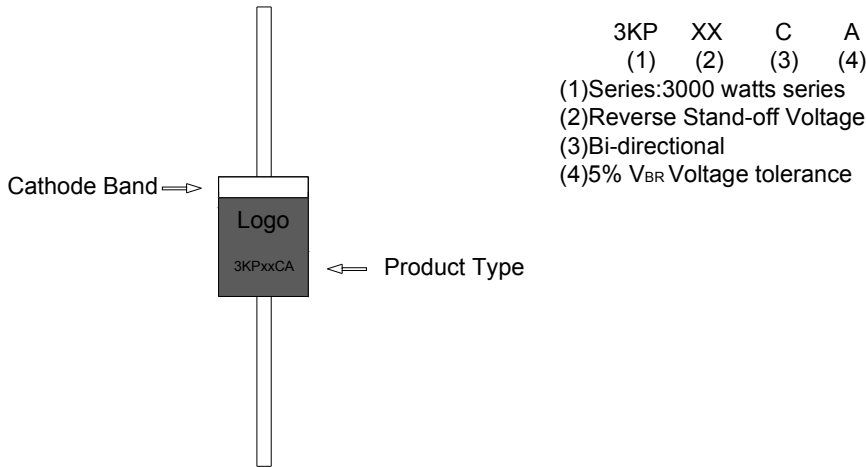 3KP XX C A
(1) (2) (3) (4)
(1)Series:3000 watts series
(2)Reverse Stand-off Voltage
(3)Bi-directional
(4)5% VBR Voltage tolerance
Cathode Band
Logo
3KPxxCA
Product Type